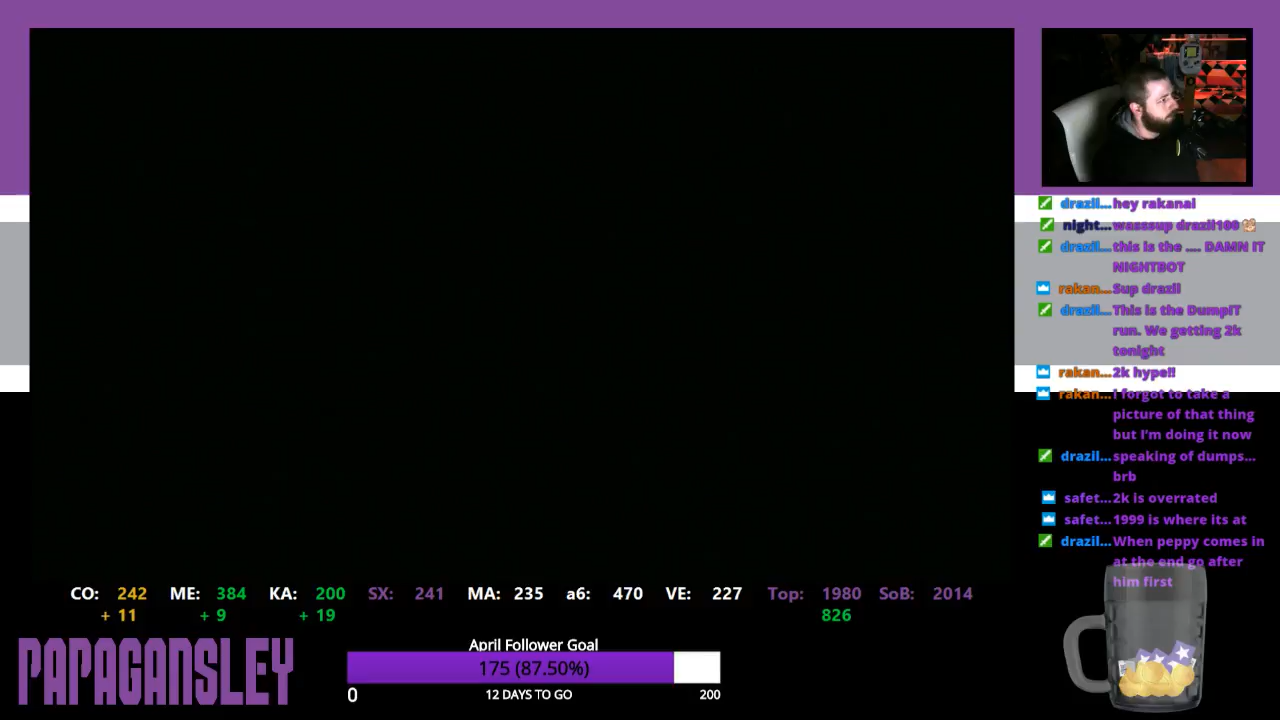 drazil... hey rakanai
night... wasssup drazil100
drazil... this is the .... DAMN IT
NIGHTBOT
rakan... Sup drazil
drazil... This is the DumpIT
run. We getting 2k
tonight
rakan... 2k hype!!
rakan... I forgot to take a
picture of that thing
but I'm doing it now
drazil... speaking of dumps...
brb
safet... 2k is overrated
safet... 1999 is where its at
drazil... When peppy comes in
at the end go after
him first
CO: 242 ME: 384 KA: 200 SX: 241 MA: 235 a6: 470 VE: 227 Top: 1980 SoB: 2014
+ 11 + 9 + 19 826
PAPAGANSLEY
April Follower Goal
175 (87.50%)
0 12 DAYS TO GO 200